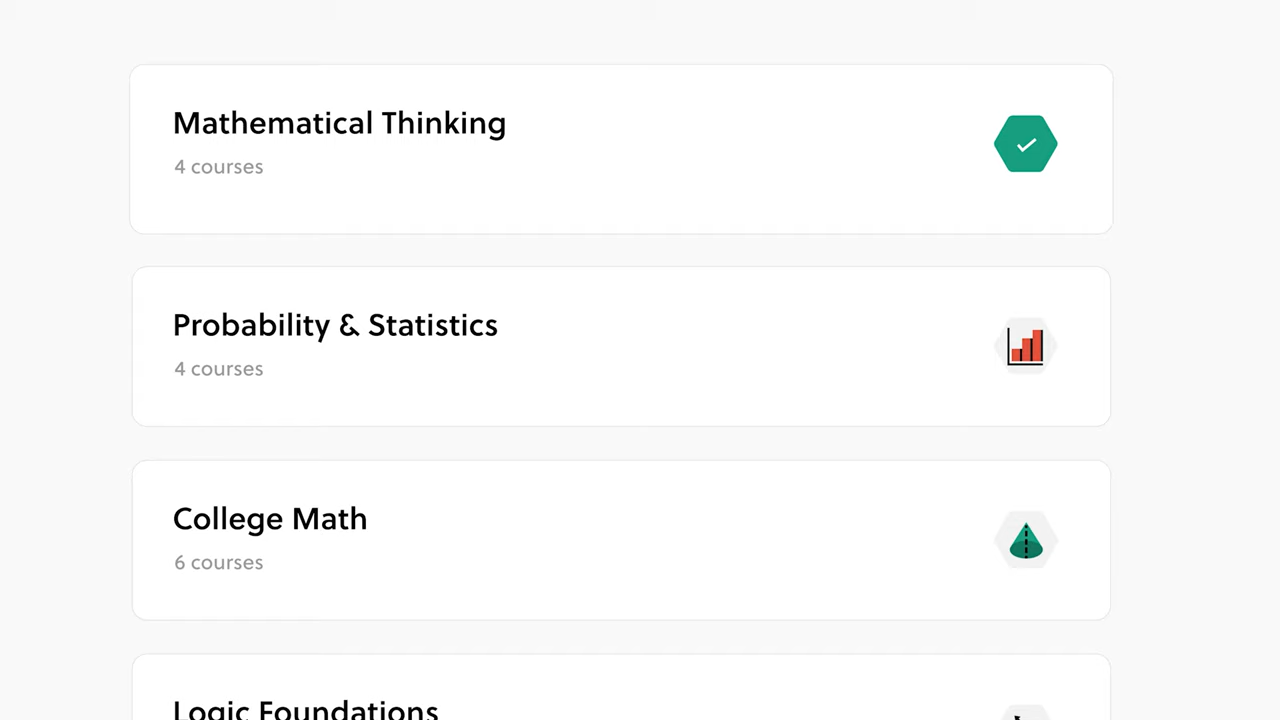 Mathematical Thinking
4 courses
Probability & Statistics
4 courses
College Math
6 courses
Logic Foundations